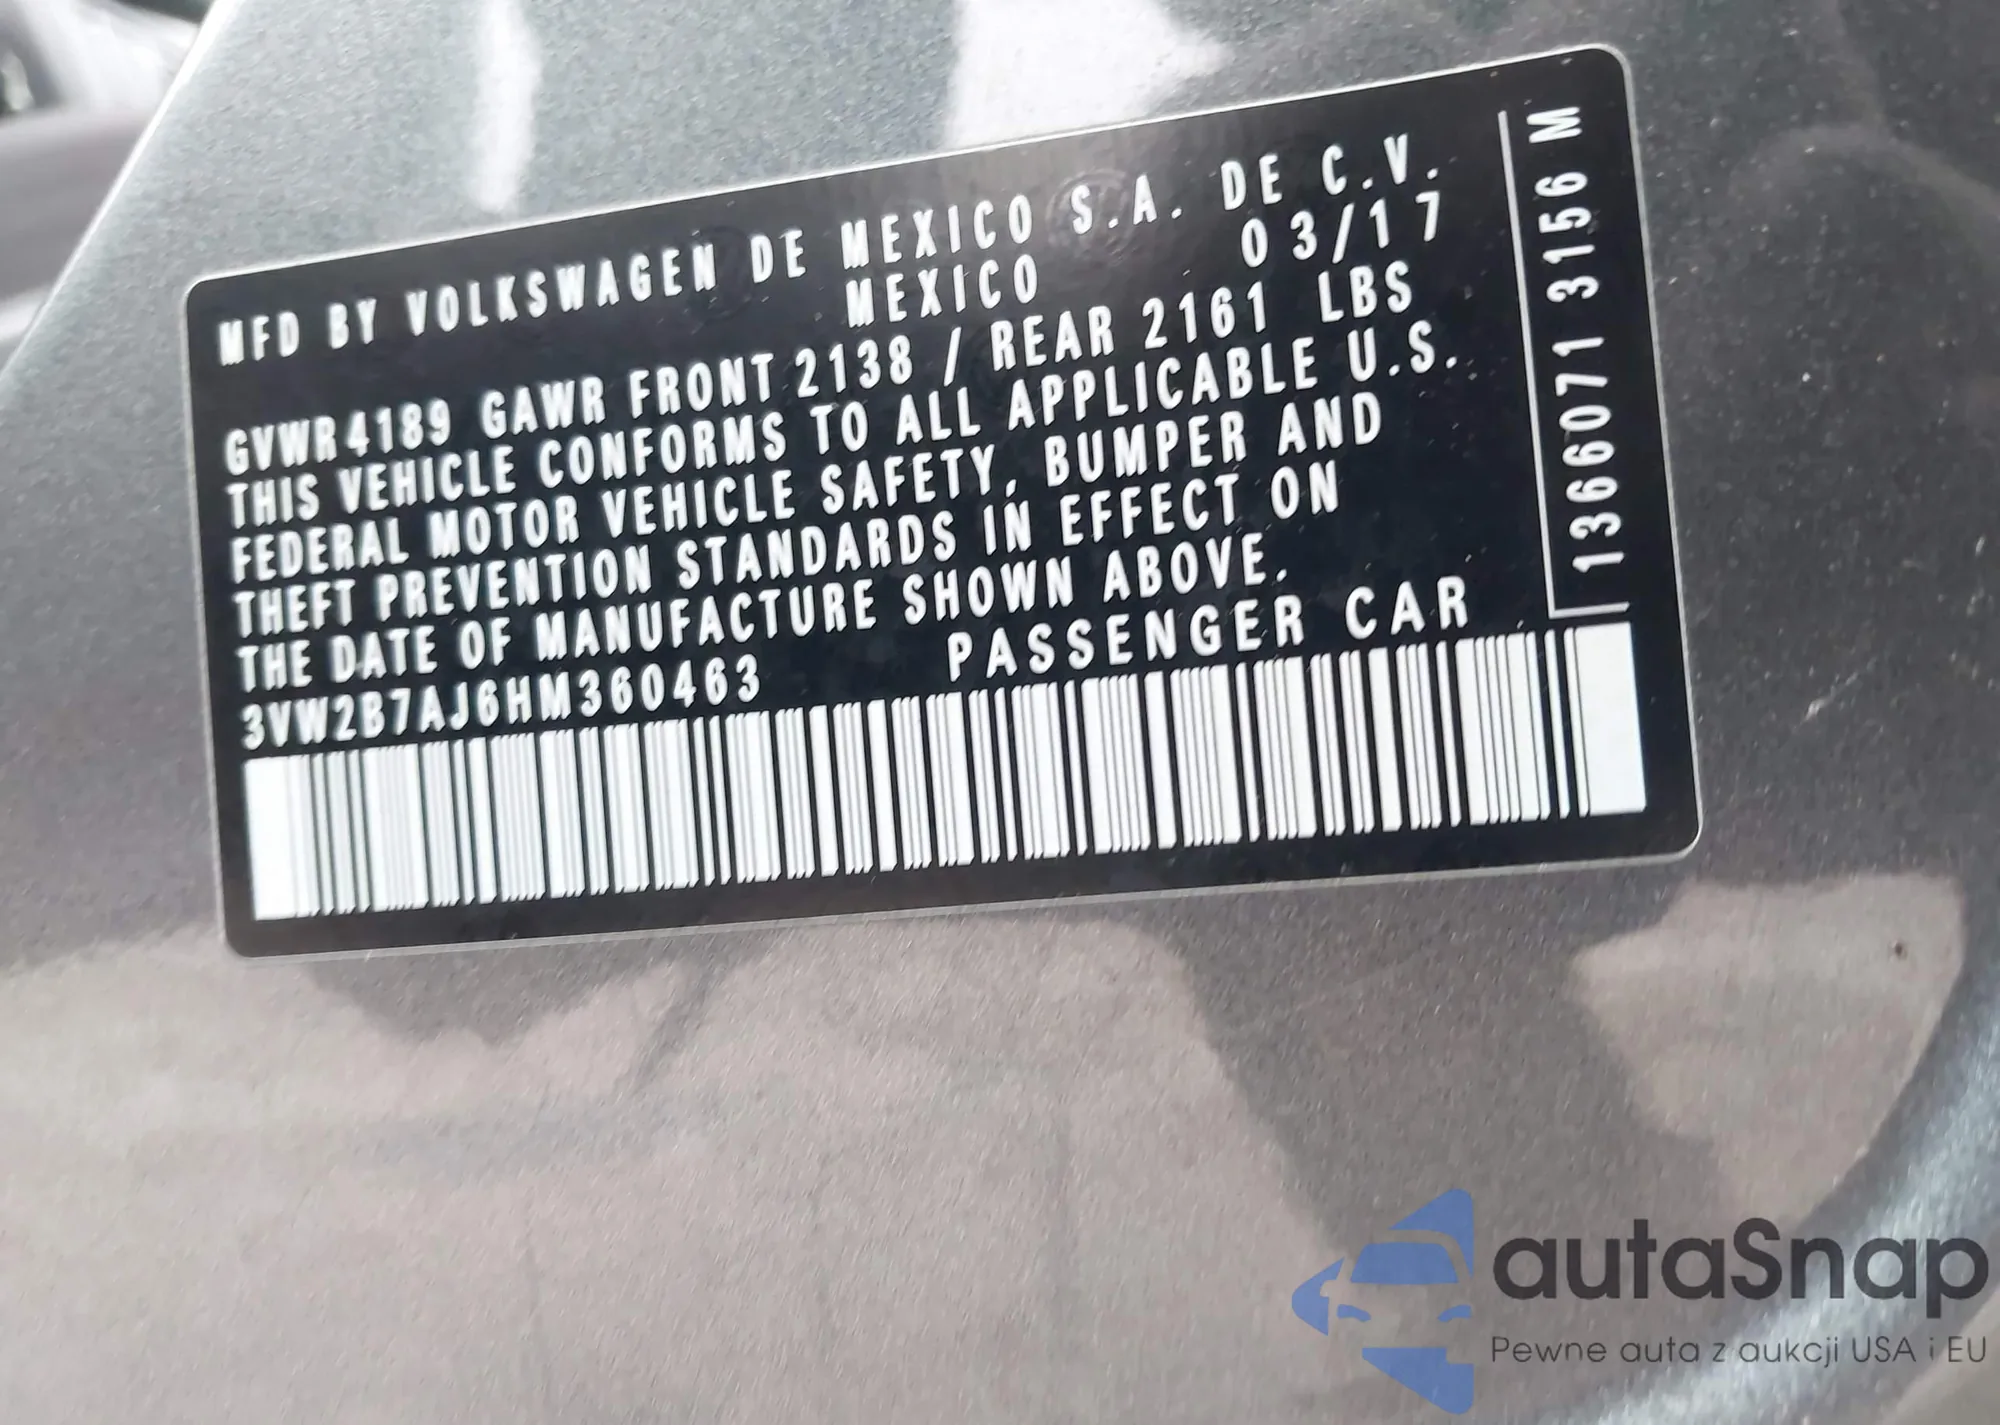 MFD BY VOLKSWAGEN DE MEXICO S.A. DE C.V.
MEXICO 03/17
GVWR 4189 GAWR FRONT 2138 / REAR 2161 LBS
THIS VEHICLE CONFORMS TO ALL APPLICABLE U.S.
FEDERAL MOTOR VEHICLE SAFETY, BUMPER AND
THEFT PREVENTION STANDARDS IN EFFECT ON
THE DATE OF MANUFACTURE SHOWN ABOVE.
3VW2B7AJ6HM360463 PASSENGER CAR
1366071 3156 M
autaSnap
Pewne auta z aukcji USA i EU